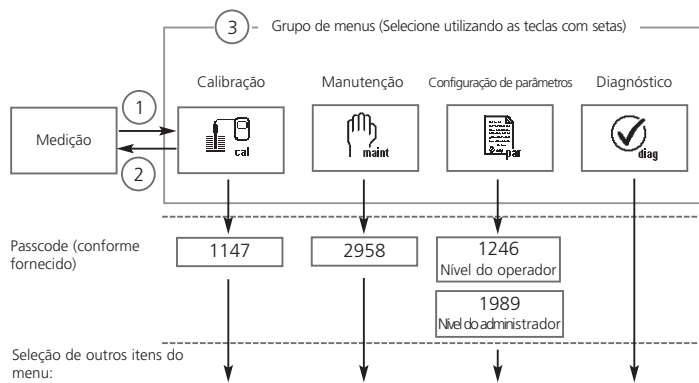 3 Grupo de menus (Selecione utilizando as teclas com setas)
Calibração Manutenção Configuração de parâmetros Diagnóstico
1
Medição
cal maint par diag
2
Passcode (conforme
fornecido)
1147 2958 1246
Nível do operador
1989
Nível do administrador
Seleção de outros itens do
menu: